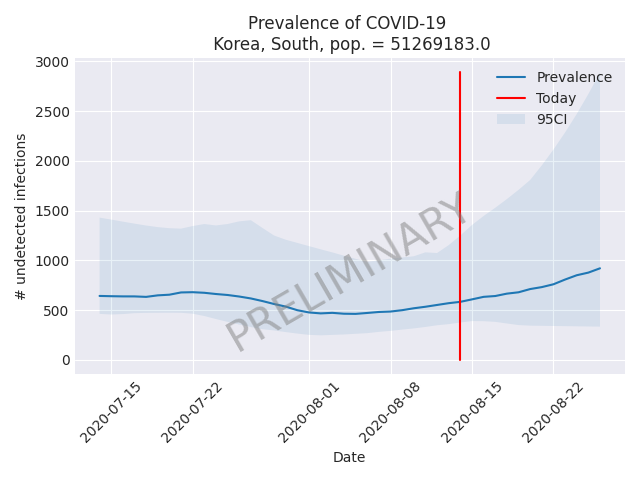 Prevalence of COVID-19
Korea, South, pop. = 51269183.0
3000
2500
2000
1500
1000
500
0
# undetected infections
Prevalence
Today
95CI
PRELIMINARY
2020-07-15
2020-07-22
2020-08-01
2020-08-08
2020-08-15
2020-08-22
Date